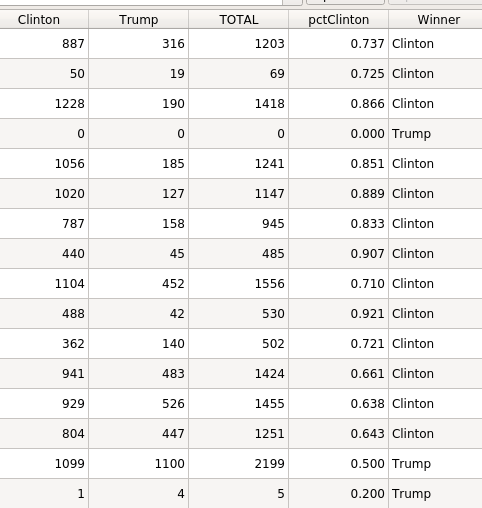 Clinton Trump TOTAL pctClinton Winner
887 316 1203 0.737 Clinton
50 19 69 0.725 Clinton
1228 190 1418 0.866 Clinton
0 0 0 0.000 Trump
1056 185 1241 0.851 Clinton
1020 127 1147 0.889 Clinton
787 158 945 0.833 Clinton
440 45 485 0.907 Clinton
1104 452 1556 0.710 Clinton
488 42 530 0.921 Clinton
362 140 502 0.721 Clinton
941 483 1424 0.661 Clinton
929 526 1455 0.638 Clinton
804 447 1251 0.643 Clinton
1099 1100 2199 0.500 Trump
1 4 5 0.200 Trump